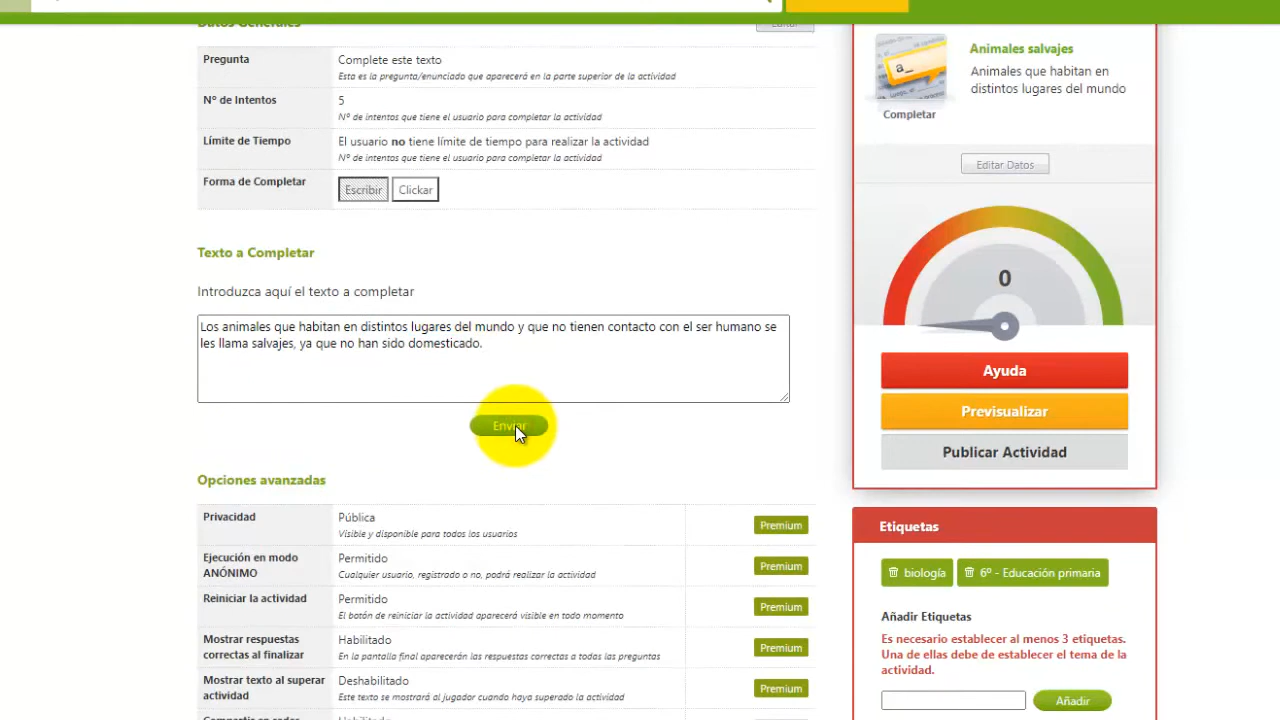 Datos Generales
Editar
Pregunta
Complete este texto
Esta es la pregunta/enunciado que aparecerá en la parte superior de la actividad
Nº de Intentos
5
Nº de intentos que tiene el usuario para completar la actividad
Límite de Tiempo
El usuario no tiene límite de tiempo para realizar la actividad
Nº de intentos que tiene el usuario para completar la actividad
Forma de Completar
Escribir
Clickar
Texto a Completar
Introduzca aquí el texto a completar
Los animales que habitan en distintos lugares del mundo y que no tienen contacto con el ser humano se
les llama salvajes, ya que no han sido domesticado.
Enviar
Opciones avanzadas
Privacidad
Pública
Visible y disponible para todos los usuarios
Premium
Ejecución en modo
ANÓNIMO
Permitido
Cualquier usuario, registrado o no, podrá realizar la actividad
Premium
Reiniciar la actividad
Permitido
El botón de reiniciar la actividad aparecerá visible en todo momento
Premium
Mostrar respuestas
correctas al finalizar
Habilitado
En la pantalla final aparecerán las respuestas correctas a todas las preguntas
Premium
Mostrar texto al superar
actividad
Deshabilitado
Este texto se mostrará al jugador cuando haya superado la actividad
Premium
a_
Completar
Animales salvajes
Animales que habitan en
distintos lugares del mundo
Editar Datos
0
Ayuda
Previsualizar
Publicar Actividad
Etiquetas
biología
6º - Educación primaria
Añadir Etiquetas
Es necesario establecer al menos 3 etiquetas.
Una de ellas debe de establecer el tema de la
actividad.
Añadir